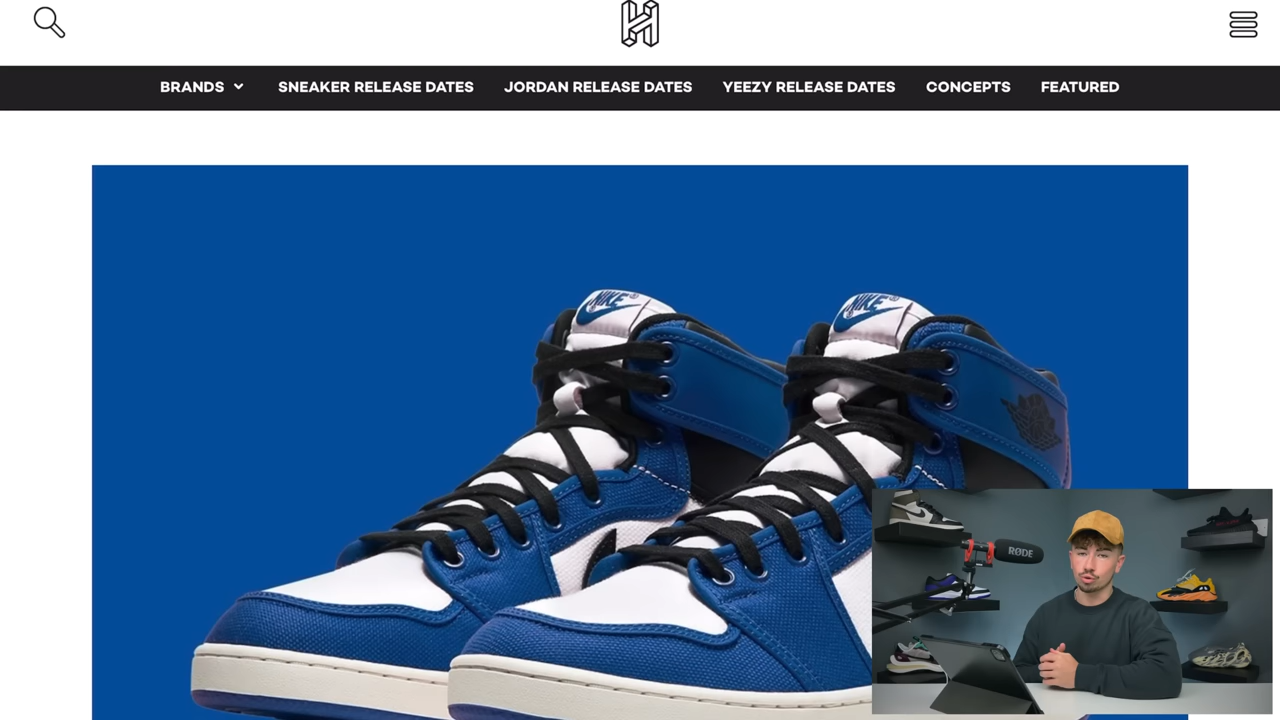 BRANDS
SNEAKER RELEASE DATES
JORDAN RELEASE DATES
YEEZY RELEASE DATES
CONCEPTS
FEATURED
NIKE
NIKE
RØDE